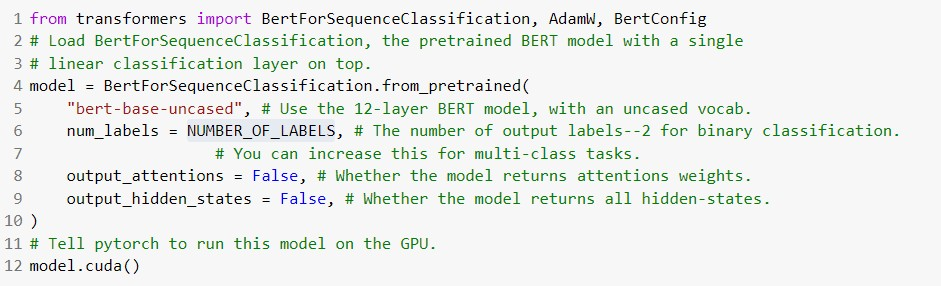 1 from transformers import BertForSequenceClassification, AdamW, BertConfig
2 # Load BertForSequenceClassification, the pretrained BERT model with a single
3 # linear classification layer on top.
4 model = BertForSequenceClassification.from_pretrained(
5     "bert-base-uncased", # Use the 12-layer BERT model, with an uncased vocab.
6     num_labels = NUMBER_OF_LABELS, # The number of output labels--2 for binary classification.
7                     # You can increase this for multi-class tasks.
8     output_attentions = False, # Whether the model returns attentions weights.
9     output_hidden_states = False, # Whether the model returns all hidden-states.
10 )
11 # Tell pytorch to run this model on the GPU.
12 model.cuda()